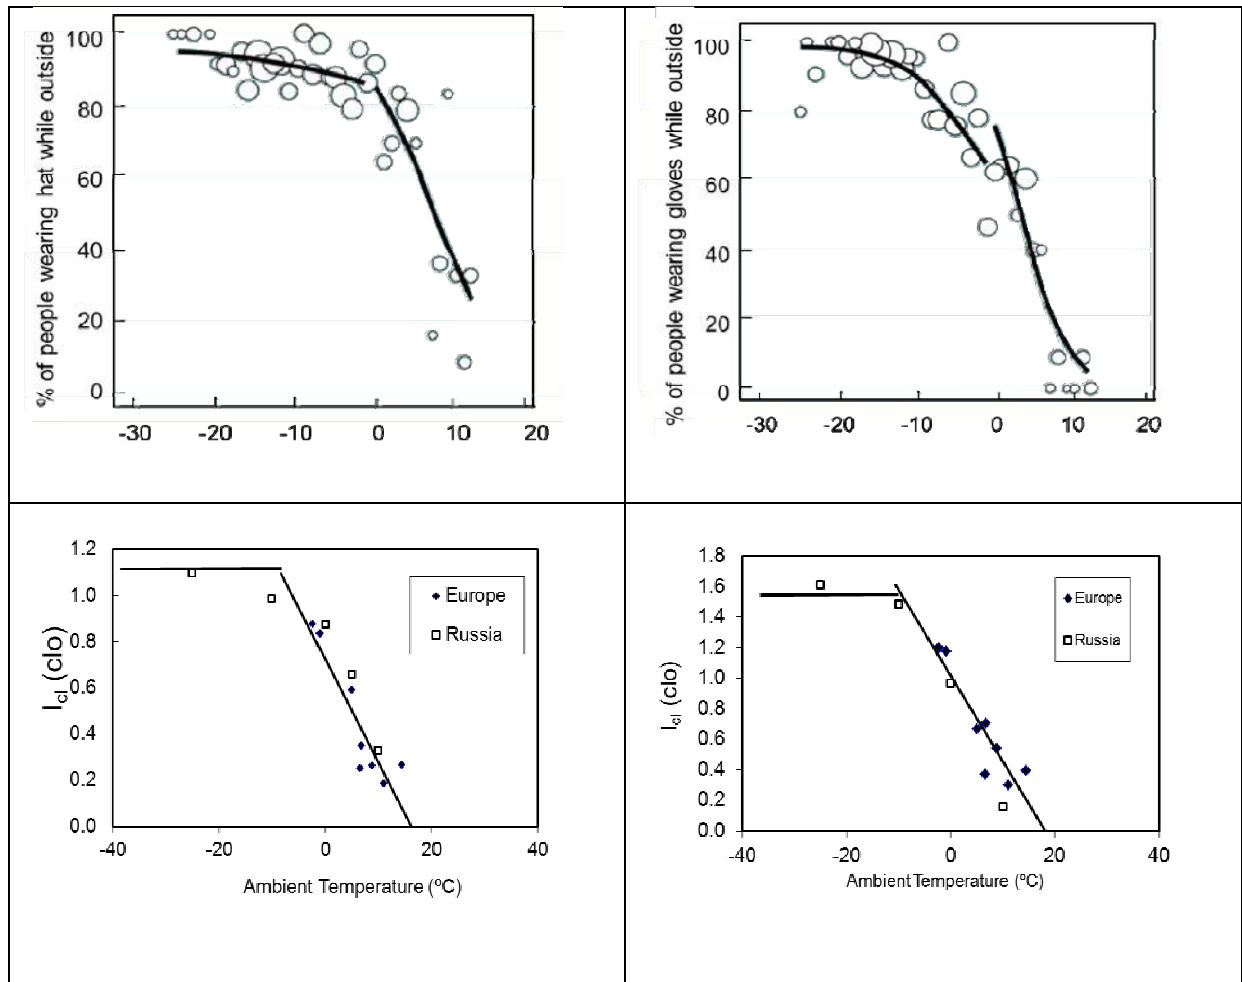 % of people wearing hat while outside
100
80
60
40
20
0
-30 -20 -10 0 10 20
% of people wearing gloves while outside
100
80
60
40
20
0
-30 -20 -10 0 10 20
Icl (clo)
1.2
1.0
0.8
0.6
0.4
0.2
0.0
-40 -20 0 20 40
Ambient Temperature (ºC)
Europe
Russia
Icl (clo)
1.8
1.6
1.4
1.2
1.0
0.8
0.6
0.4
0.2
0.0
-40 -20 0 20 40
Ambient Temperature (ºC)
Europe
Russia